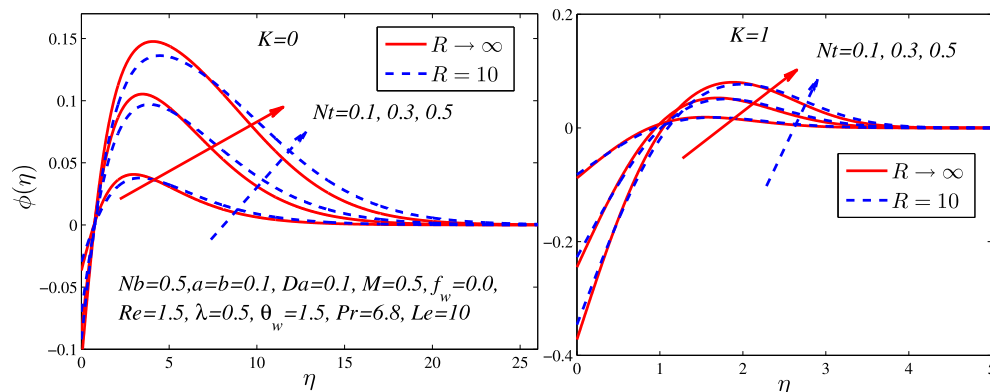 K=0
R → ∞
R = 10
Nt=0.1, 0.3, 0.5
Nb=0.5,a=b=0.1, Da=0.1, M=0.5,f_w=0.0,
Re=1.5, λ=0.5, θ_w=1.5, Pr=6.8, Le=10
ϕ(η)
0.15
0.1
0.05
0
-0.05
-0.1
0 5 10 15 20 25
η
K=1
Nt=0.1, 0.3, 0.5
R → ∞
R = 10
0.2
0
-0.2
-0.4
0 1 2 3 4 5
η